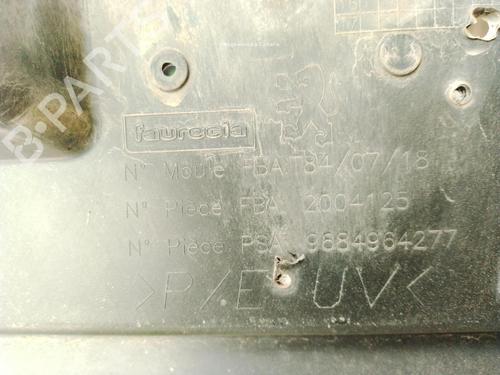 B-PARTS
faurecia
N° Moule FBA T84/07/18
N° Pièce FBA 2004125
N° Pièce PSA 9684964277
>P/E UV<